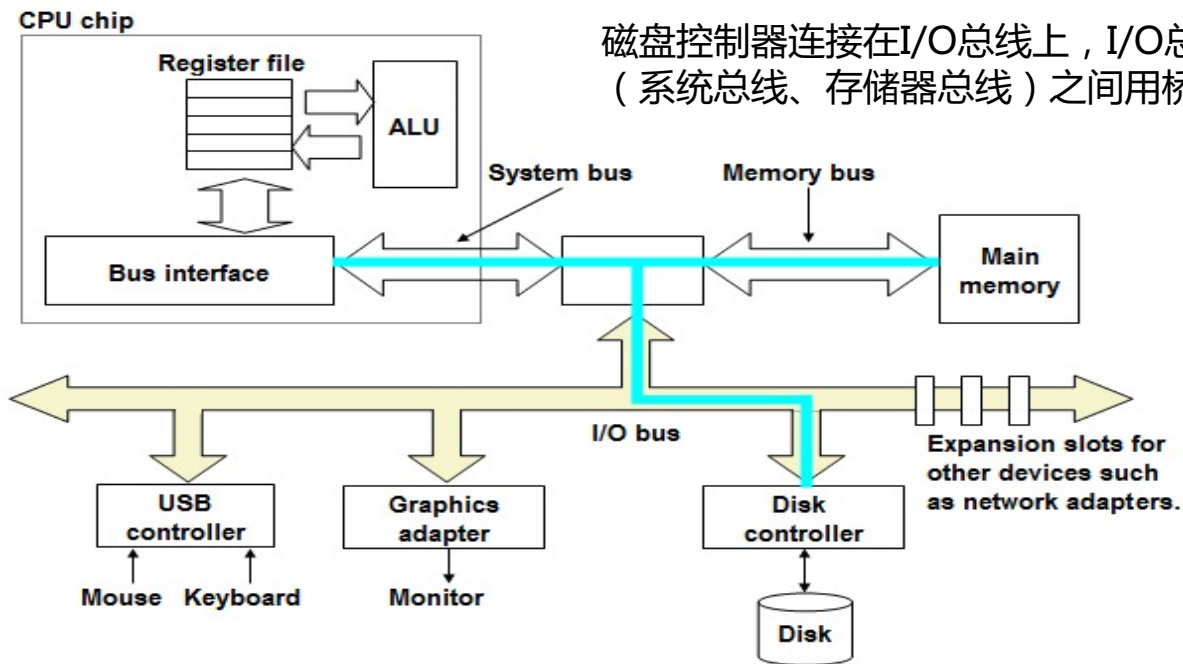 CPU chip
磁盘控制器连接在I/O总线上，I/O总
（系统总线、存储器总线）之间用桥
Register file
ALU
System bus
Memory bus
Bus interface
Main
memory
I/O bus
Expansion slots for
other devices such
as network adapters.
USB
controller
Graphics
adapter
Disk
controller
Mouse
Keyboard
Monitor
Disk